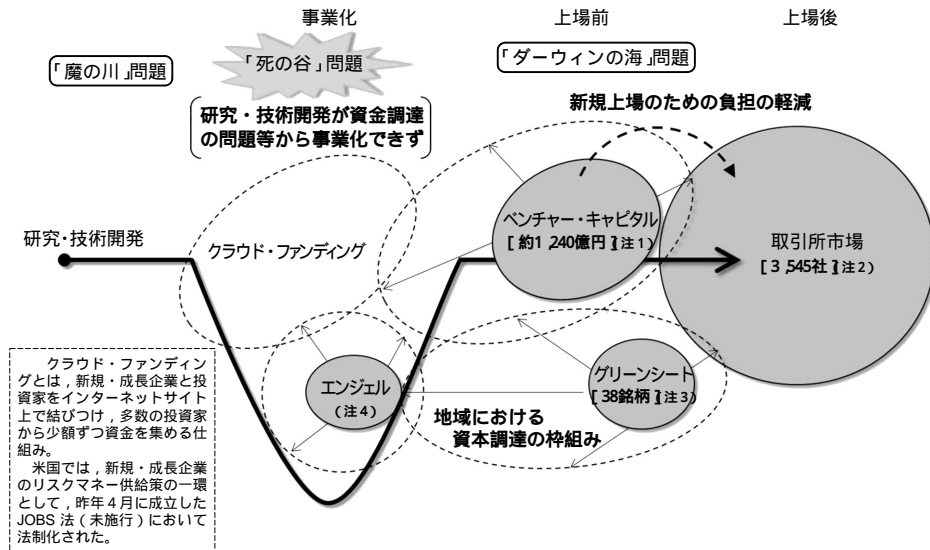 事業化
上場前
上場後
「魔の川」問題
「死の谷」問題
「ダーウィンの海」問題
研究・技術開発が資金調達
の問題等から事業化できず
新規上場のための負担の軽減
研究・技術開発
クラウド・ファンディング
ベンチャー・キャピタル
[約1,240億円](注1)
取引所市場
[3,545社](注2)
エンジェル
(注4)
グリーンシート
[38銘柄](注3)
地域における
資本調達の枠組み
クラウド・ファンディン
グとは,新規・成長企業と投
資家をインターネットサイト
上で結びつけ,多数の投資家
から少額ずつ資金を集める仕
組み。
米国では,新規・成長企業
のリスクマネー供給策の一環
として,昨年4月に成立した
JOBS法(未施行)において
法制化された。